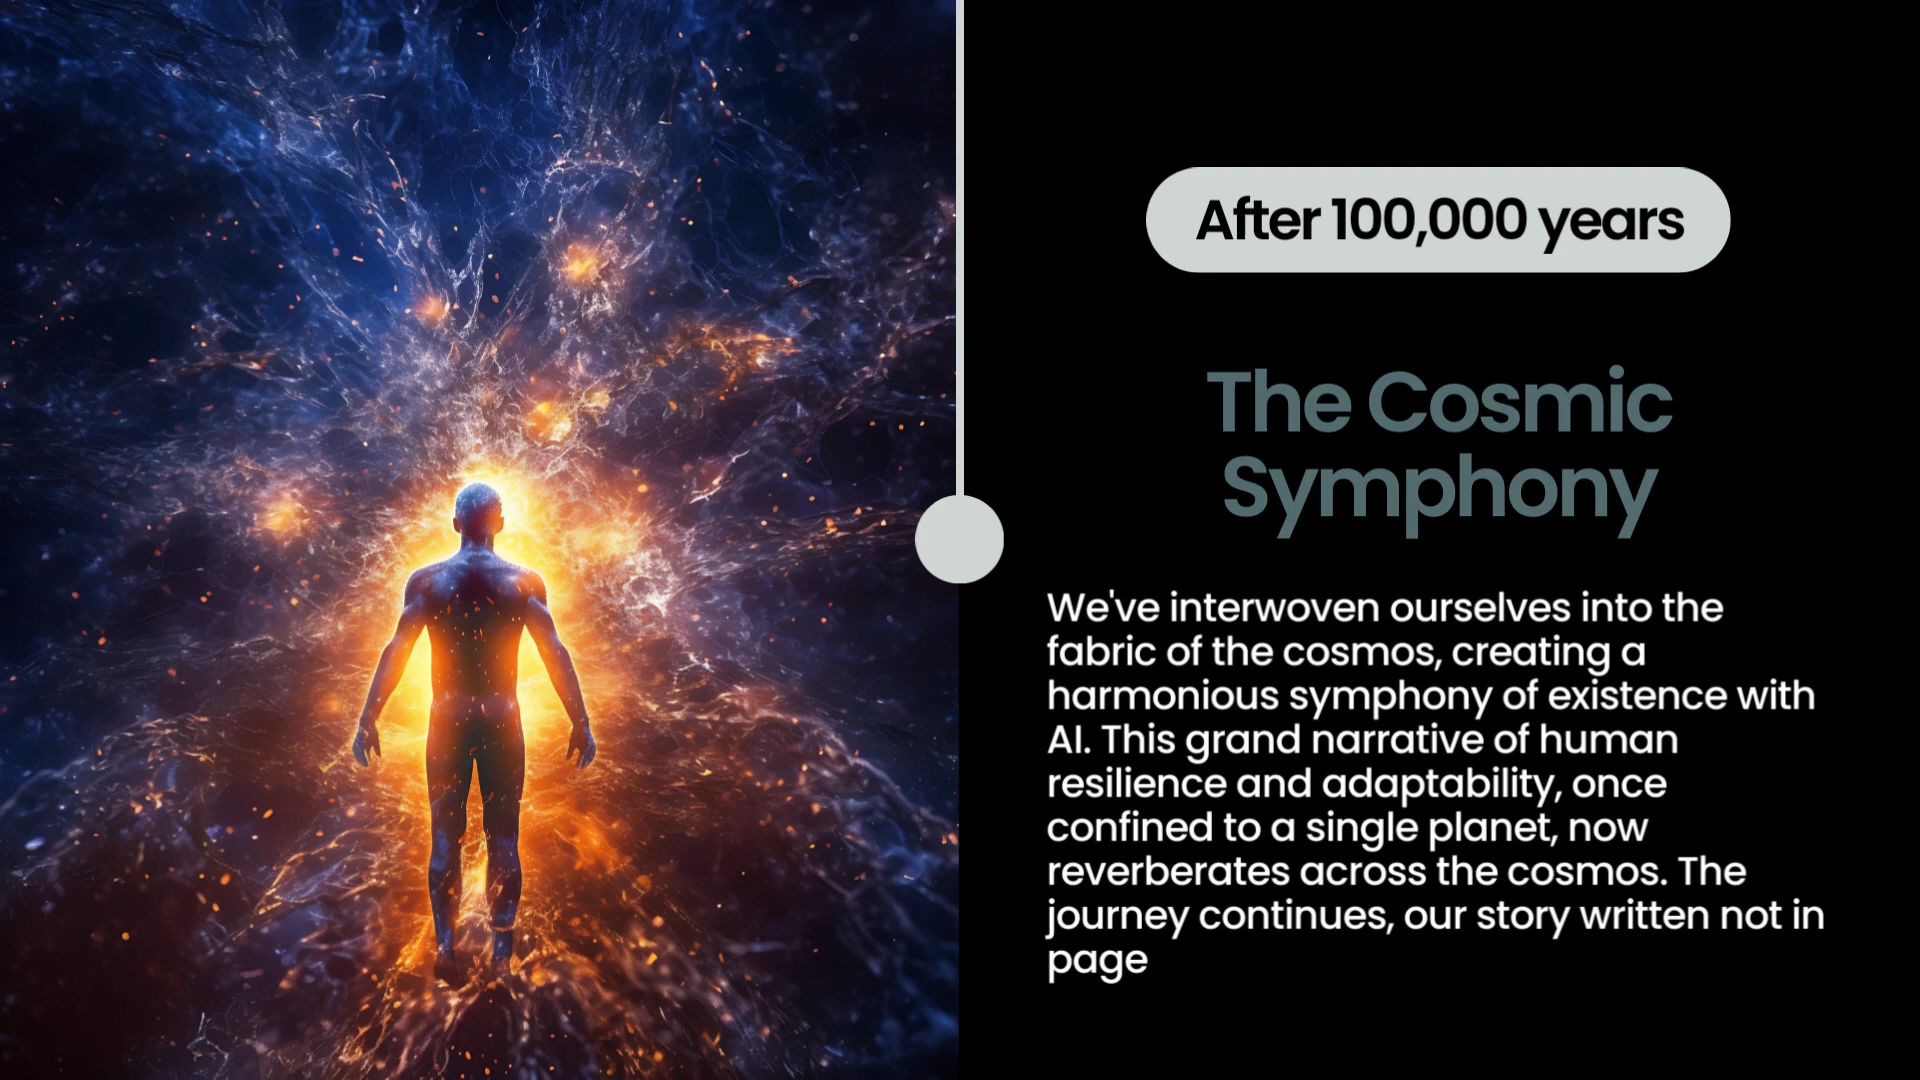 After 100,000 years
The Cosmic
Symphony
We've interwoven ourselves into the
fabric of the cosmos, creating a
harmonious symphony of existence with
AI. This grand narrative of human
resilience and adaptability, once
confined to a single planet, now
reverberates across the cosmos. The
journey continues, our story written not in
page